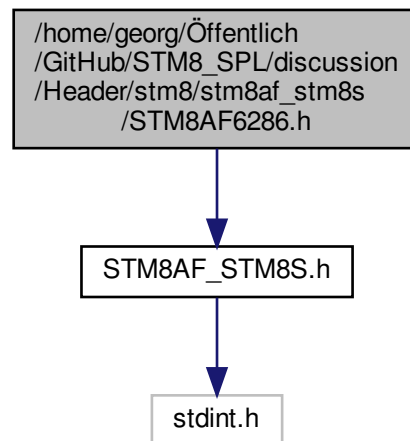 /home/georg/Öffentlich
/GitHub/STM8_SPL/discussion
/Header/stm8/stm8af_stm8s
/STM8AF6286.h
STM8AF_STM8S.h
stdint.h